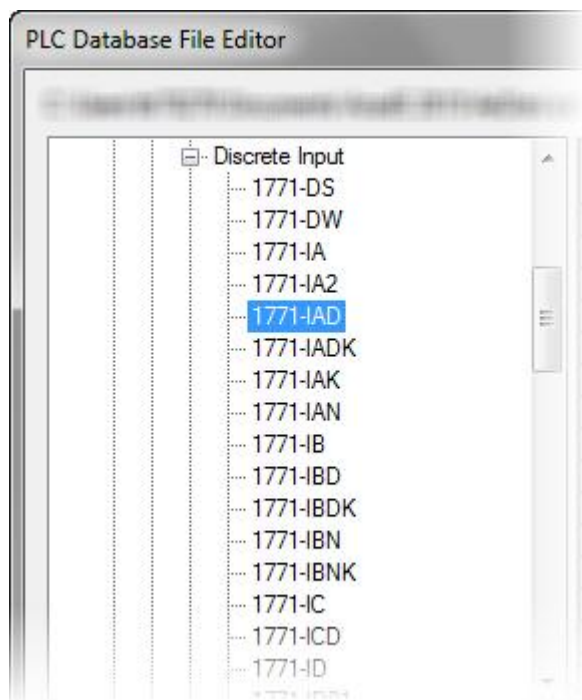 PLC Database File Editor
Discrete Input
1771-DS
1771-DW
1771-IA
1771-IA2
1771-IAD
1771-IADK
1771-IAK
1771-IAN
1771-IB
1771-IBD
1771-IBDK
1771-IBN
1771-IBNK
1771-IC
1771-ICD
1771-ID